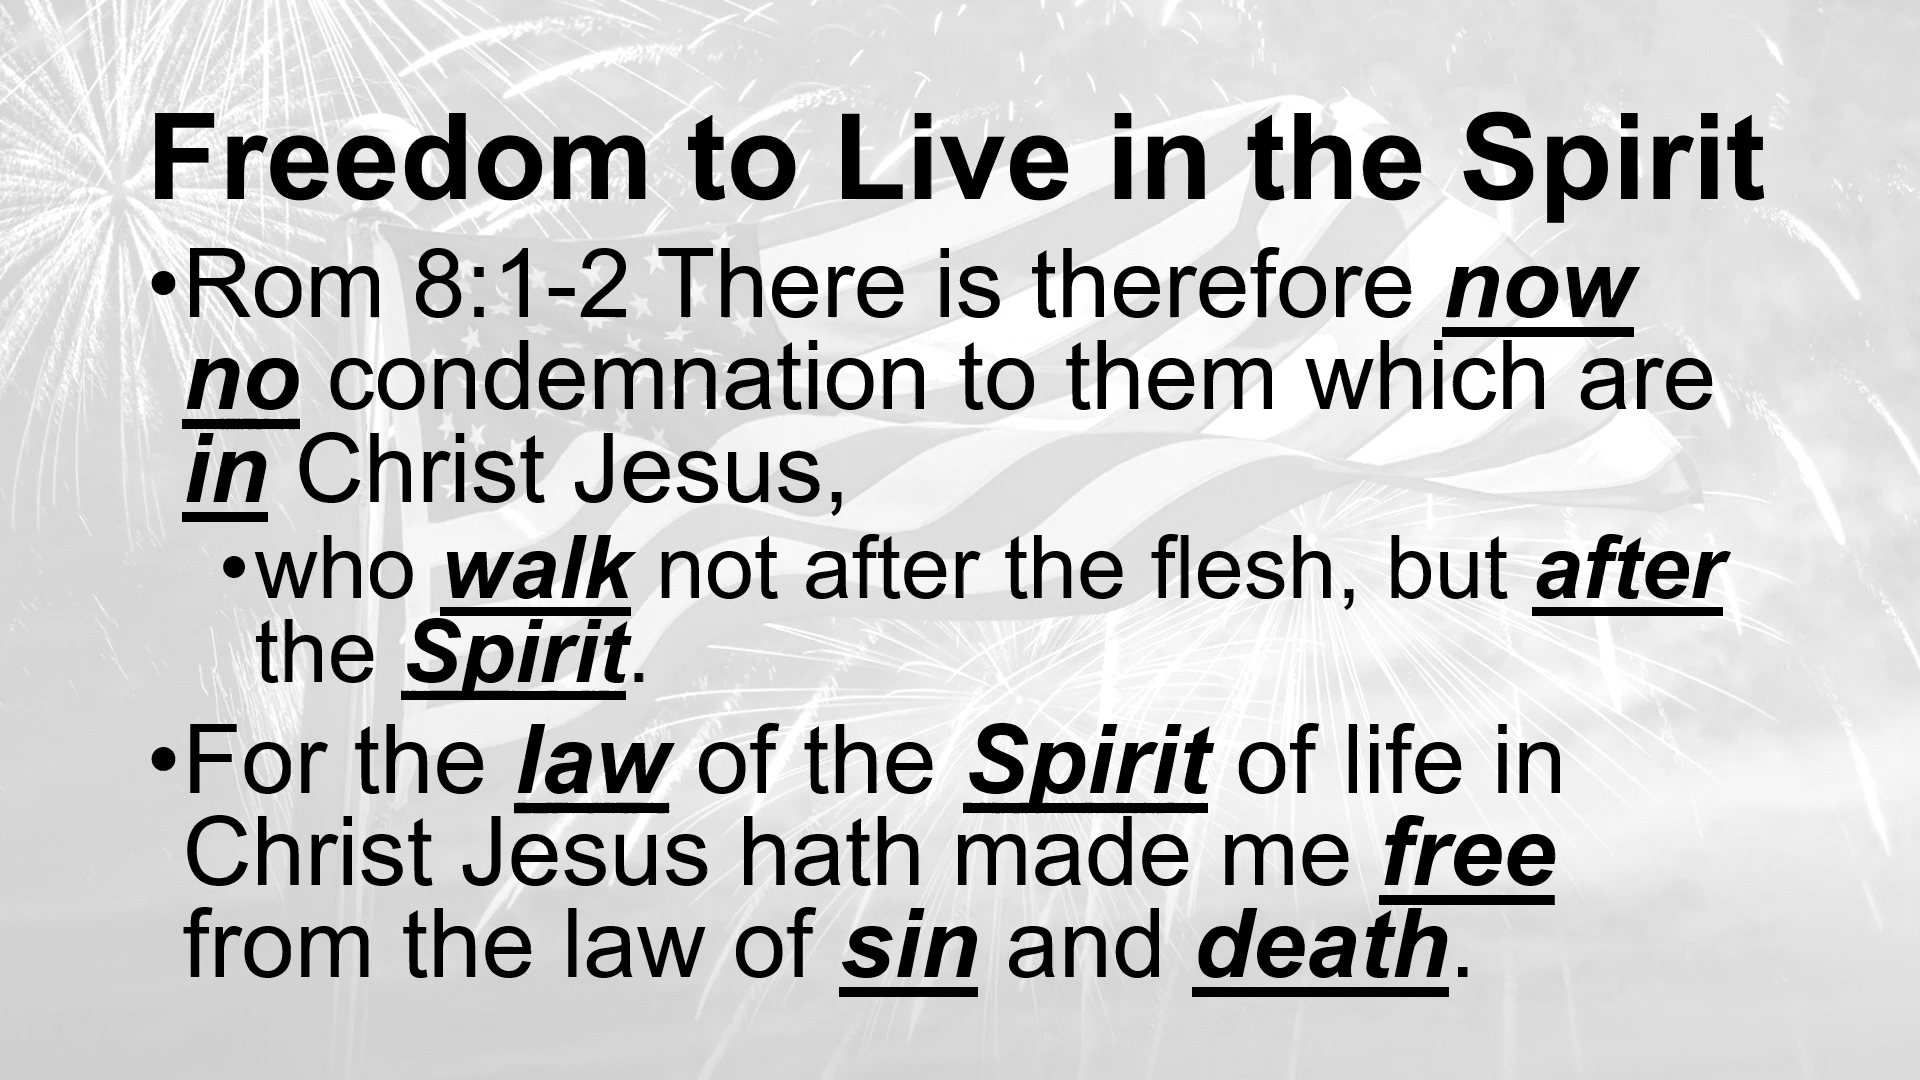 Freedom to Live in the Spirit
•Rom 8:1-2 There is therefore now
no condemnation to them which are
in Christ Jesus,
•who walk not after the flesh, but after
the Spirit.
•For the law of the Spirit of life in
Christ Jesus hath made me free
from the law of sin and death.